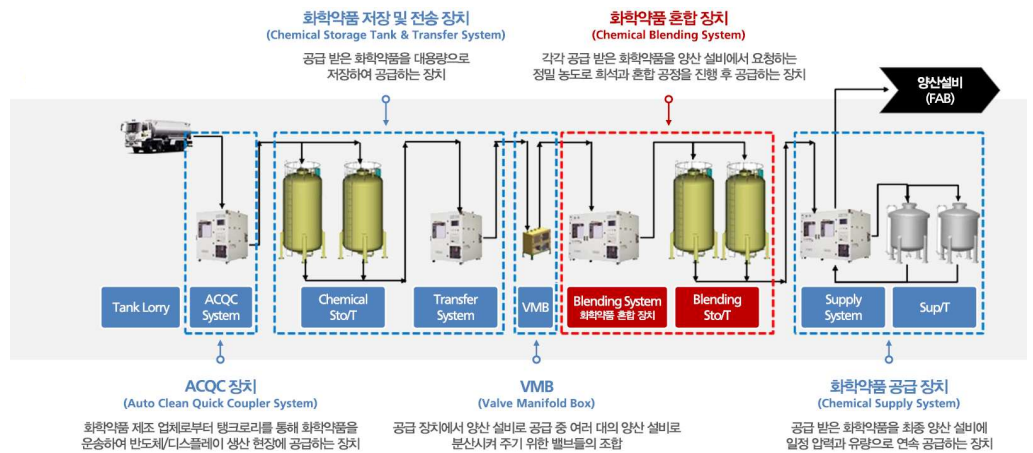 화학약품 저장 및 전송 장치
(Chemical Storage Tank & Transfer System)
공급 받은 화학약품을 대용량으로
저장하여 공급하는 장치
화학약품 혼합 장치
(Chemical Blending System)
각각 공급 받은 화학약품을 양산 설비에서 요청하는
정밀 농도로 희석과 혼합 공정을 진행 후 공급하는 장치
양산설비
(FAB)
Tank Lorry
ACQC
System
Chemical
Sto/T
Transfer
System
VMB
Blending System
화학약품 혼합 장치
Blending
Sto/T
Supply
System
Sup/T
ACQC 장치
(Auto Clean Quick Coupler System)
화학약품 제조 업체로부터 탱크로리를 통해 화학약품을
운송하여 반도체/디스플레이 생산 현장에 공급하는 장치
VMB
(Valve Manifold Box)
공급 장치에서 양산 설비로 공급 중 여러 대의 양산 설비로
분산시켜 주기 위한 밸브들의 조합
화학약품 공급 장치
(Chemical Supply System)
공급 받은 화학약품을 최종 양산 설비에
일정 압력과 유량으로 연속 공급하는 장치